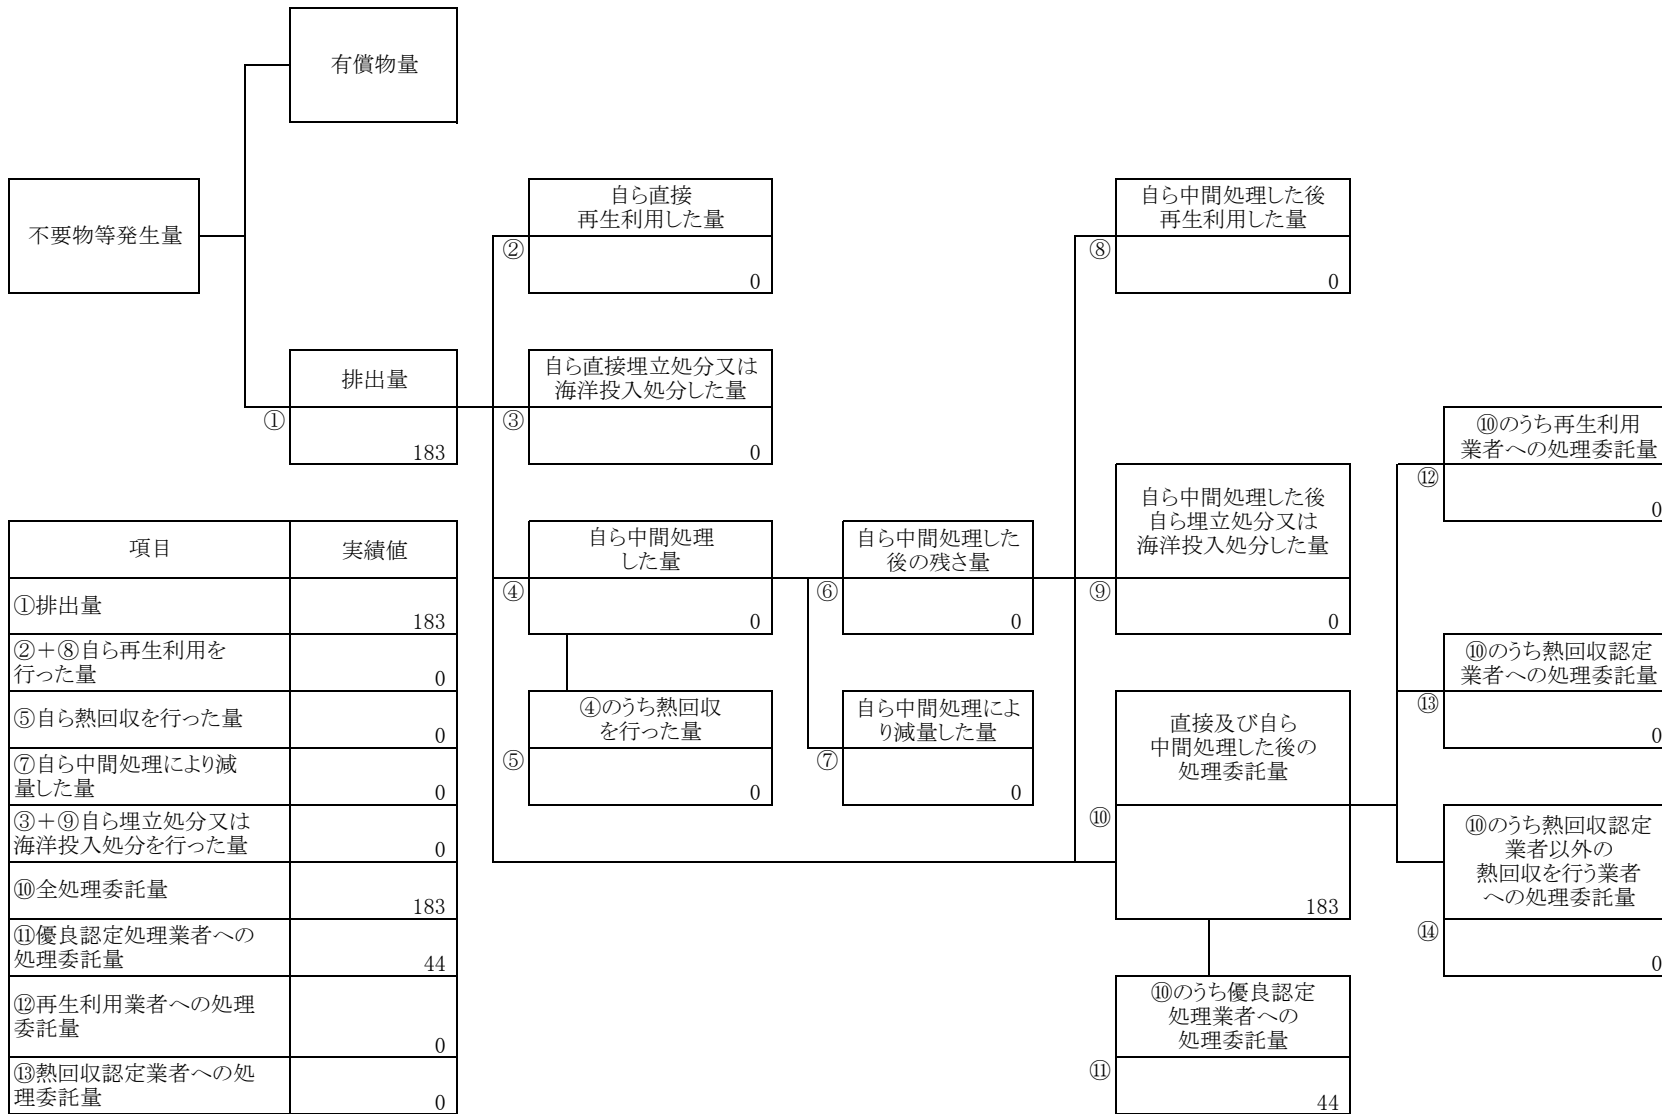 有償物量
不要物等発生量
自ら直接
再生利用した量
②
0
自ら中間処理した後
再生利用した量
⑧
0
排出量
①
183
自ら直接埋立処分又は
海洋投入処分した量
③
0
⑩のうち再生利用
業者への処理委託量
⑫
0
自ら中間処理
した量
④
0
自ら中間処理した
後の残さ量
⑥
0
自ら中間処理した後
自ら埋立処分又は
海洋投入処分した量
⑨
0
⑩のうち熱回収認定
業者への処理委託量
⑬
0
④のうち熱回収
を行った量
⑤
0
自ら中間処理によ
り減量した量
⑦
0
直接及び自ら
中間処理した後の
処理委託量
⑩
183
⑩のうち熱回収認定
業者以外の
熱回収を行う業者
への処理委託量
⑭
0
⑩のうち優良認定
処理業者への
処理委託量
⑪
44
項目 実績値
①排出量 183
②+⑧自ら再生利用を
行った量 0
⑤自ら熱回収を行った量 0
⑦自ら中間処理により減
量した量 0
③+⑨自ら埋立処分又は
海洋投入処分を行った量 0
⑩全処理委託量 183
⑪優良認定処理業者への
処理委託量 44
⑫再生利用業者への処理
委託量 0
⑬熱回収認定業者への処
理委託量 0